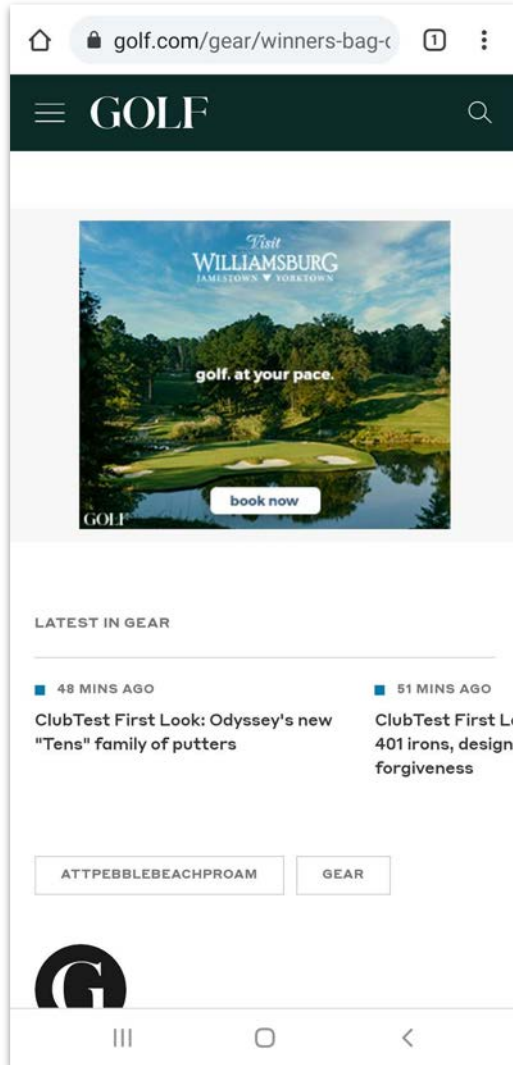 golf.com/gear/winners-bag-
1
GOLF
Visit
WILLIAMSBURG
JAMESTOWN YORKTOWN
golf. at your pace.
book now
GOLF
LATEST IN GEAR
48 MINS AGO
ClubTest First Look: Odyssey's new
"Tens" family of putters
51 MINS AGO
ClubTest First
401 irons, design
forgiveness
ATTPEBBLEBEACHPROAM
GEAR
G